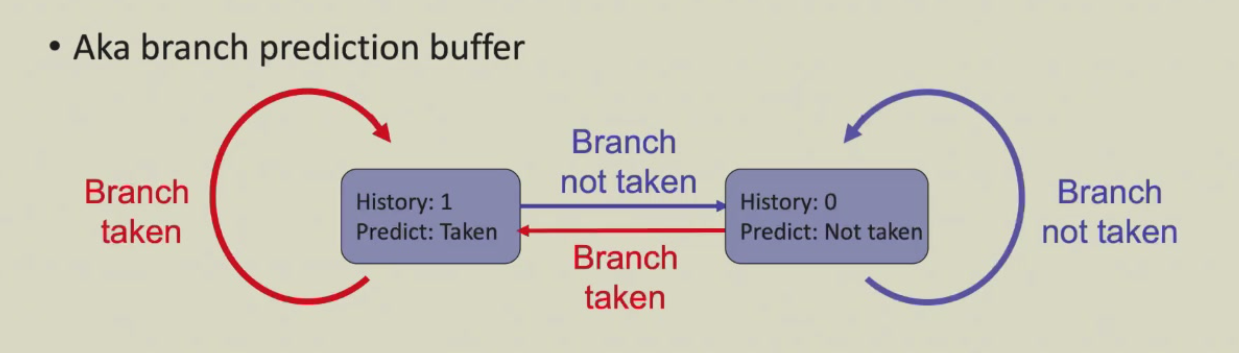 • Aka branch prediction buffer
Branch
taken
History: 1
Predict: Taken
Branch
not taken
Branch
taken
History: 0
Predict: Not taken
Branch
not taken